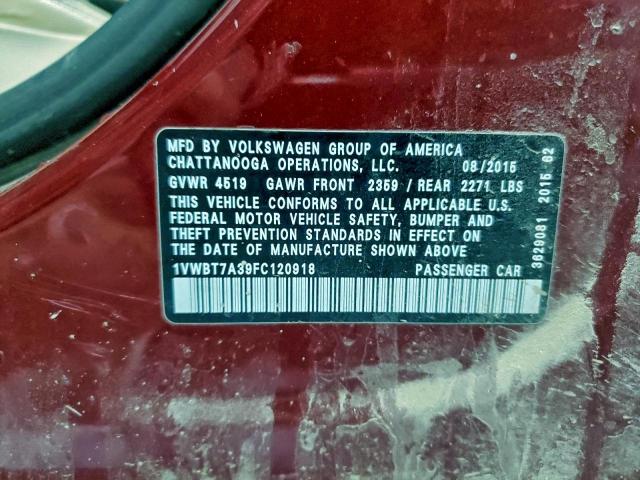 MFD BY VOLKSWAGEN GROUP OF AMERICA
CHATTANOOGA OPERATIONS, LLC. 08/2015
GVWR 4519 GAWR FRONT 2359 / REAR 2271 LBS
THIS VEHICLE CONFORMS TO ALL APPLICABLE U.S.
FEDERAL MOTOR VEHICLE SAFETY, BUMPER AND
THEFT PREVENTION STANDARDS IN EFFECT ON
THE DATE OF MANUFACTURE SHOWN ABOVE
1VWBT7A39FC120918 PASSENGER CAR
3629081 2015 62